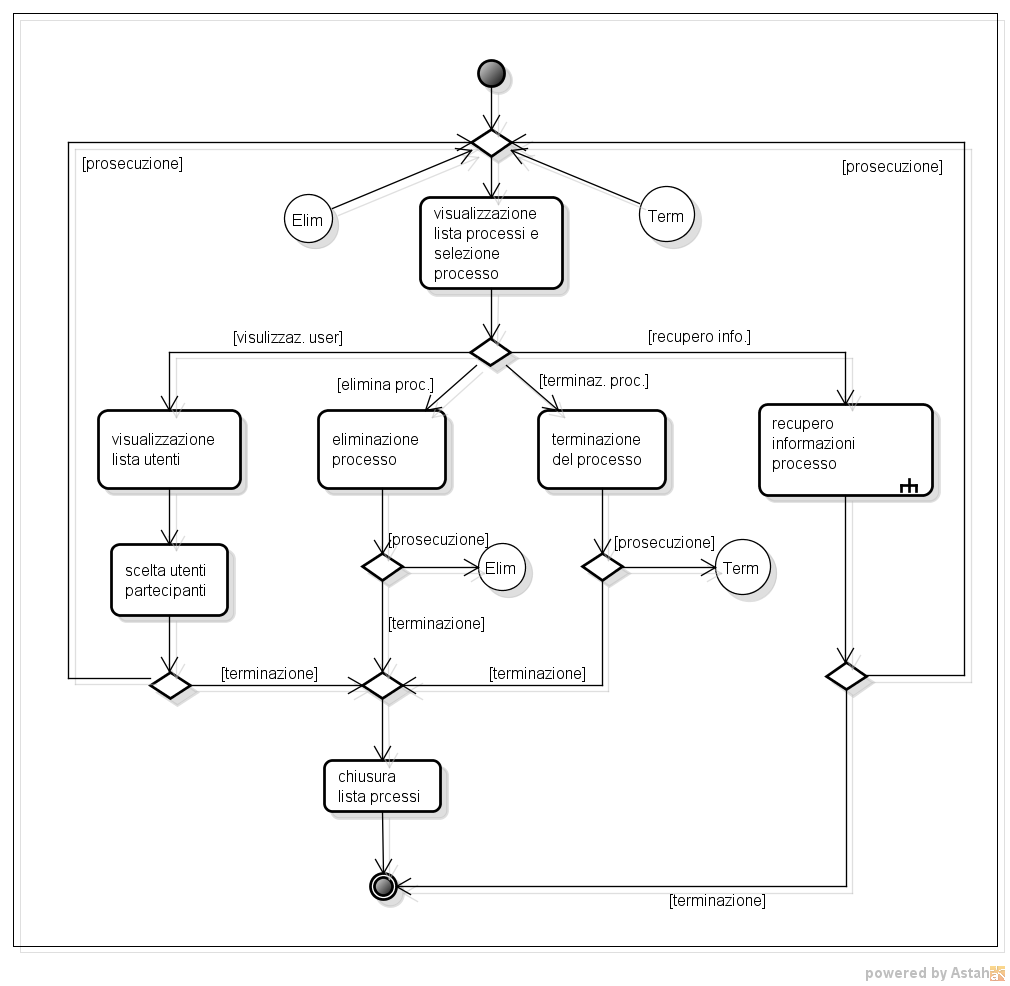 [prosecuzione]
[prosecuzione]
Elim
Term
visualizzazione
lista processi e
selezione
processo
[visulizzaz. user]
[recupero info.]
[elimina proc.]
[terminaz. proc.]
visualizzazione
lista utenti
eliminazione
processo
terminazione
del processo
recupero
informazioni
processo
[prosecuzione]
[prosecuzione]
Elim
Term
scelta utenti
partecipanti
[terminazione]
[terminazione]
[terminazione]
chiusura
lista prcessi
[terminazione]
powered by Astah